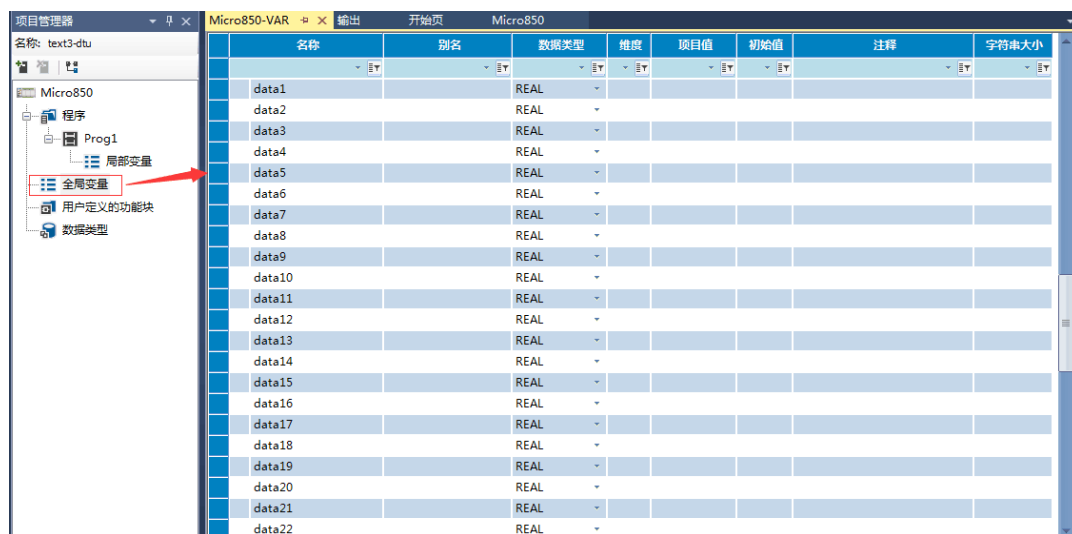 项目管理器
名称: text3-dtu
Micro850
程序
Prog1
局部变量
全局变量
用户定义的功能块
数据类型
Micro850-VAR 输出 开始页 Micro850
名称 别名 数据类型 维度 项目值 初始值 注释 字符串大小
data1 REAL
data2 REAL
data3 REAL
data4 REAL
data5 REAL
data6 REAL
data7 REAL
data8 REAL
data9 REAL
data10 REAL
data11 REAL
data12 REAL
data13 REAL
data14 REAL
data15 REAL
data16 REAL
data17 REAL
data18 REAL
data19 REAL
data20 REAL
data21 REAL
data22 REAL